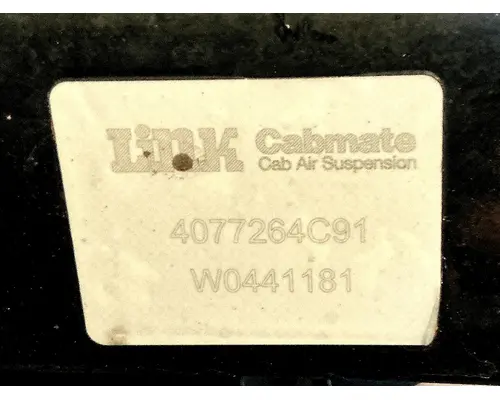 Link Cabmate
Cab Air Suspension
4077264C91
W0441181